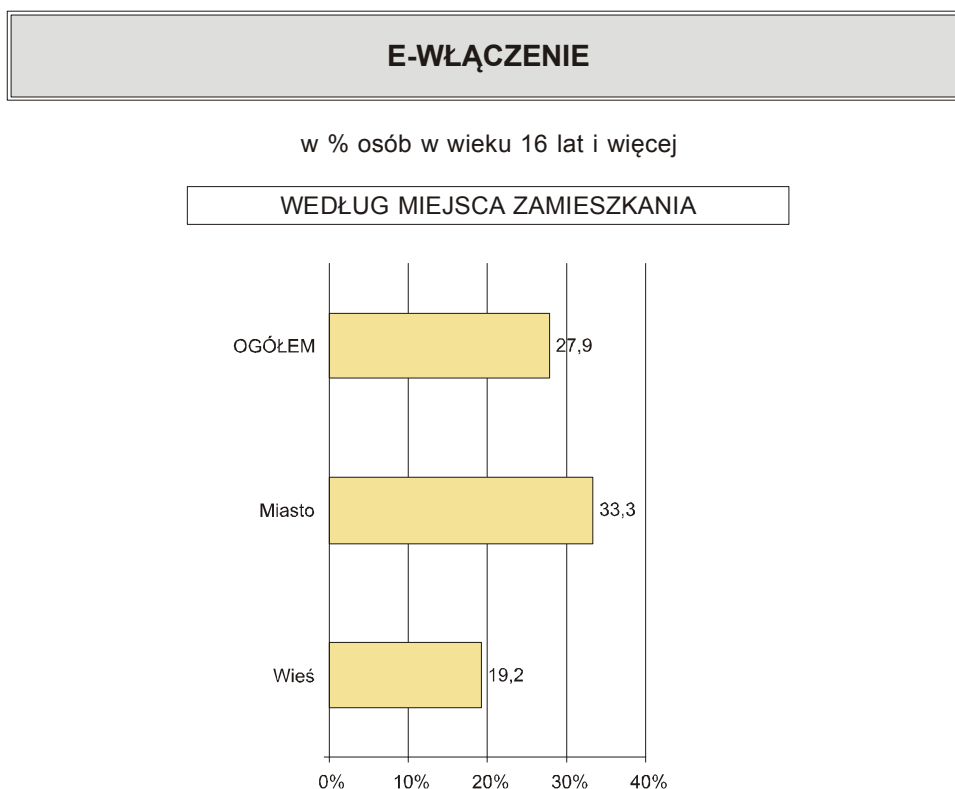 E-WŁĄCZENIE
w % osób w wieku 16 lat i więcej
WEDŁUG MIEJSCA ZAMIESZKANIA
OGÓŁEM 27,9
Miasto 33,3
Wieś 19,2
0% 10% 20% 30% 40%